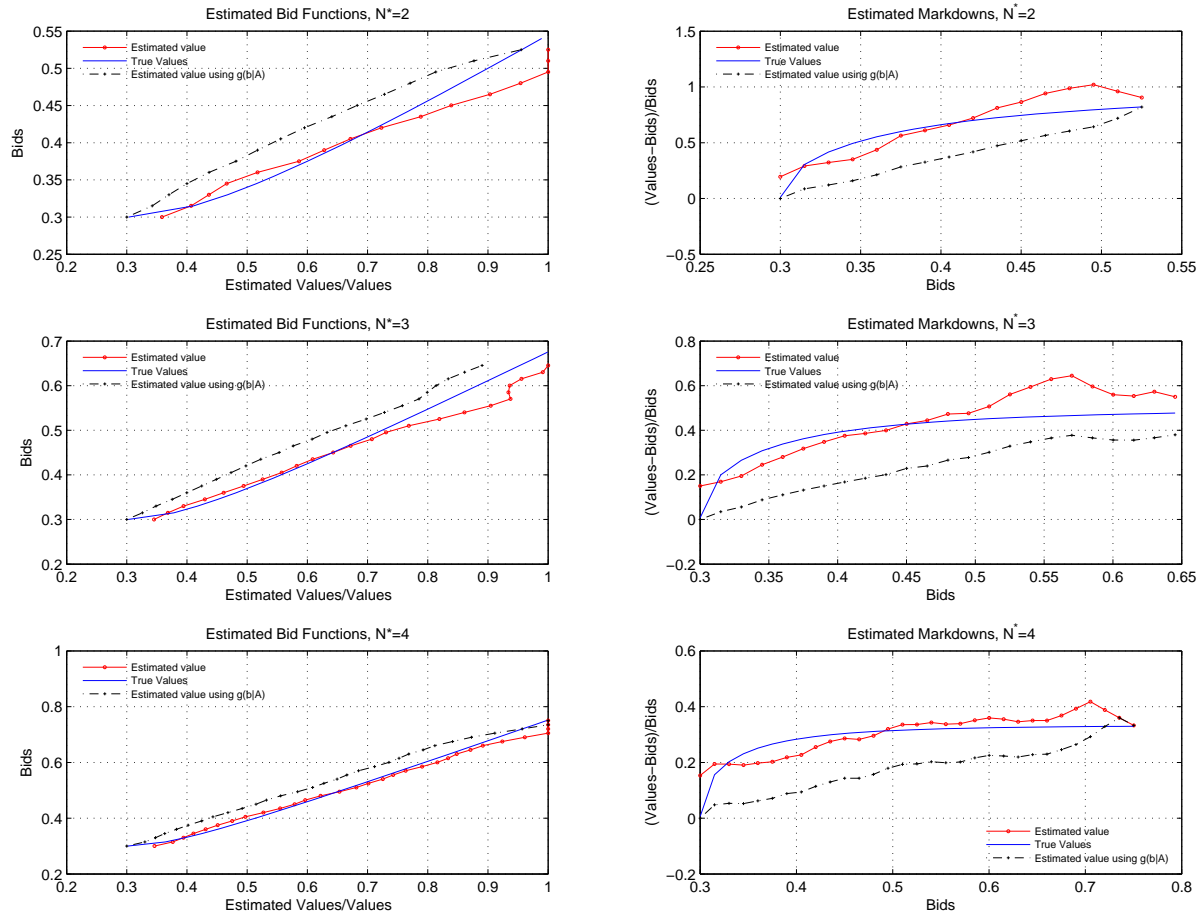 Estimated Bid Functions, N*=2
0.55
0.5
0.45
0.4
0.35
0.3
0.25
Bids
Estimated value
True Values
Estimated value using g(b|A)
0.2 0.3 0.4 0.5 0.6 0.7 0.8 0.9 1
Estimated Values/Values
Estimated Markdowns, N*=2
1.5
1
0.5
0
−0.5
(Values−Bids)/Bids
Estimated value
True Values
Estimated value using g(b|A)
0.25 0.3 0.35 0.4 0.45 0.5 0.55
Bids
Estimated Bid Functions, N*=3
0.7
0.6
0.5
0.4
0.3
0.2
Bids
Estimated value
True Values
Estimated value using g(b|A)
0.2 0.3 0.4 0.5 0.6 0.7 0.8 0.9 1
Estimated Values/Values
Estimated Markdowns, N*=3
0.8
0.6
0.4
0.2
0
−0.2
(Values−Bids)/Bids
Estimated value
True Values
Estimated value using g(b|A)
0.3 0.35 0.4 0.45 0.5 0.55 0.6 0.65
Bids
Estimated Bid Functions, N*=4
1
0.8
0.6
0.4
0.2
Bids
Estimated value
True Values
Estimated value using g(b|A)
0.2 0.3 0.4 0.5 0.6 0.7 0.8 0.9 1
Estimated Values/Values
Estimated Markdowns, N*=4
0.6
0.4
0.2
0
−0.2
(Values−Bids)/Bids
Estimated value
True Values
Estimated value using g(b|A)
0.3 0.4 0.5 0.6 0.7 0.8
Bids